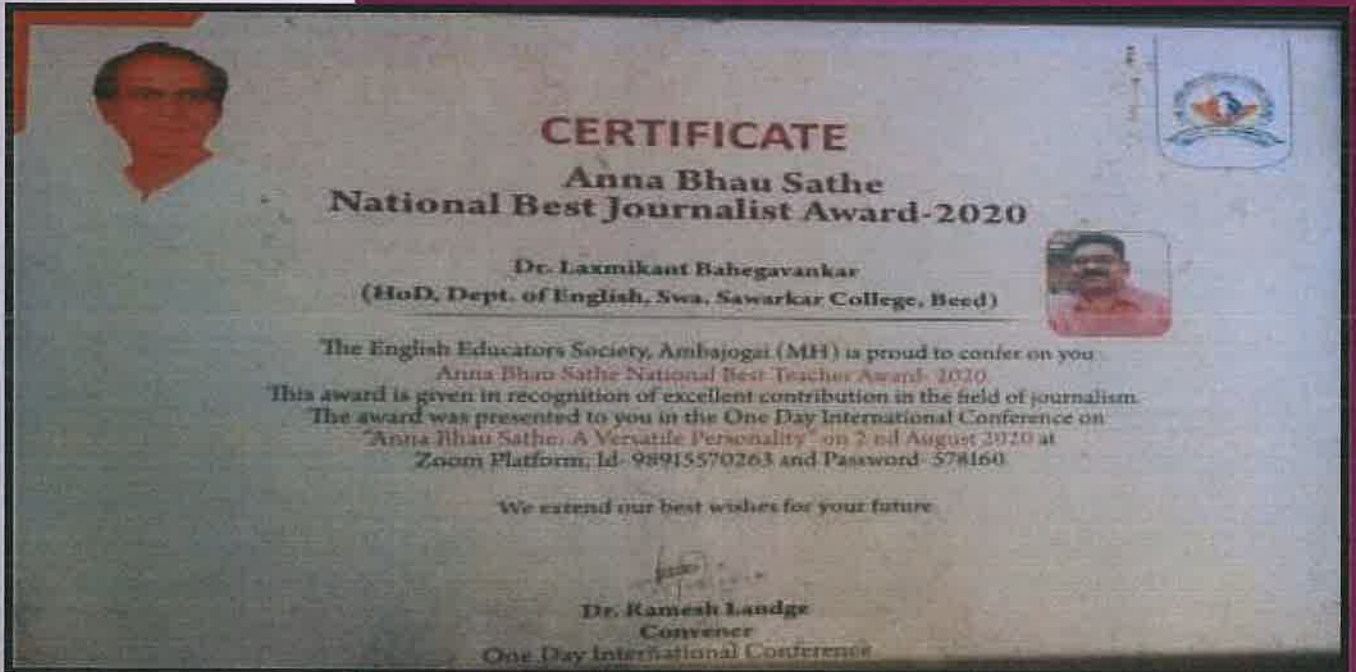 CERTIFICATE
Anna Bhau Sathe
National Best Journalist Award-2020
Dr. Laxmikant Bahegavankar
(HoD, Dept. of English, Swa. Sawarkar College, Beed)
The English Educators Society, Ambajogai (MH) is proud to confer on you
Anna Bhau Sathe National Best Teacher Award- 2020
This award is given in recognition of excellent contribution in the field of journalism.
The award was presented to you in the One Day International Conference on
"Anna Bhau Sathe: A Versatile Personality" on 2 nd August 2020 at
Zoom Platform, Id- 98915570263 and Password- 578160.
We extend our best wishes for your future
Dr. Ramesh Landge
Convener
One Day International Conference